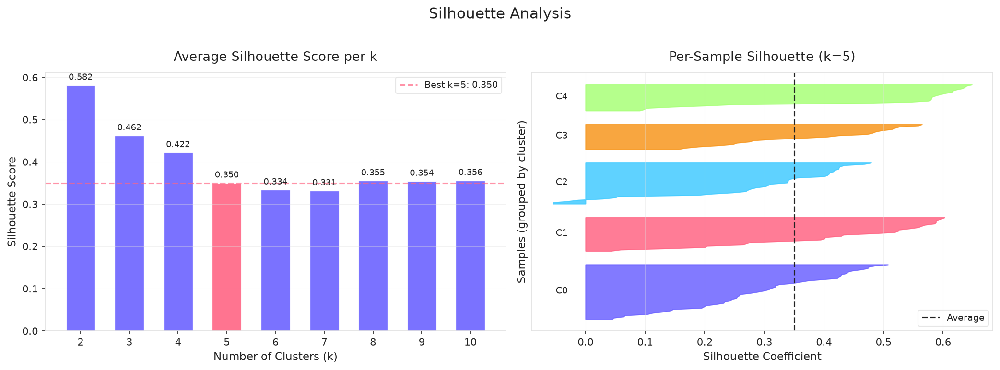 Silhouette Analysis
Average Silhouette Score per k
Silhouette Score
0.6
0.5
0.4
0.3
0.2
0.1
0.0
0.582
0.462
0.422
0.350
0.334
0.331
0.355
0.354
0.356
Best k=5: 0.350
2 3 4 5 6 7 8 9 10
Number of Clusters (k)
Per-Sample Silhouette (k=5)
Samples (grouped by cluster)
C4
C3
C2
C1
C0
Average
0.0 0.1 0.2 0.3 0.4 0.5 0.6
Silhouette Coefficient